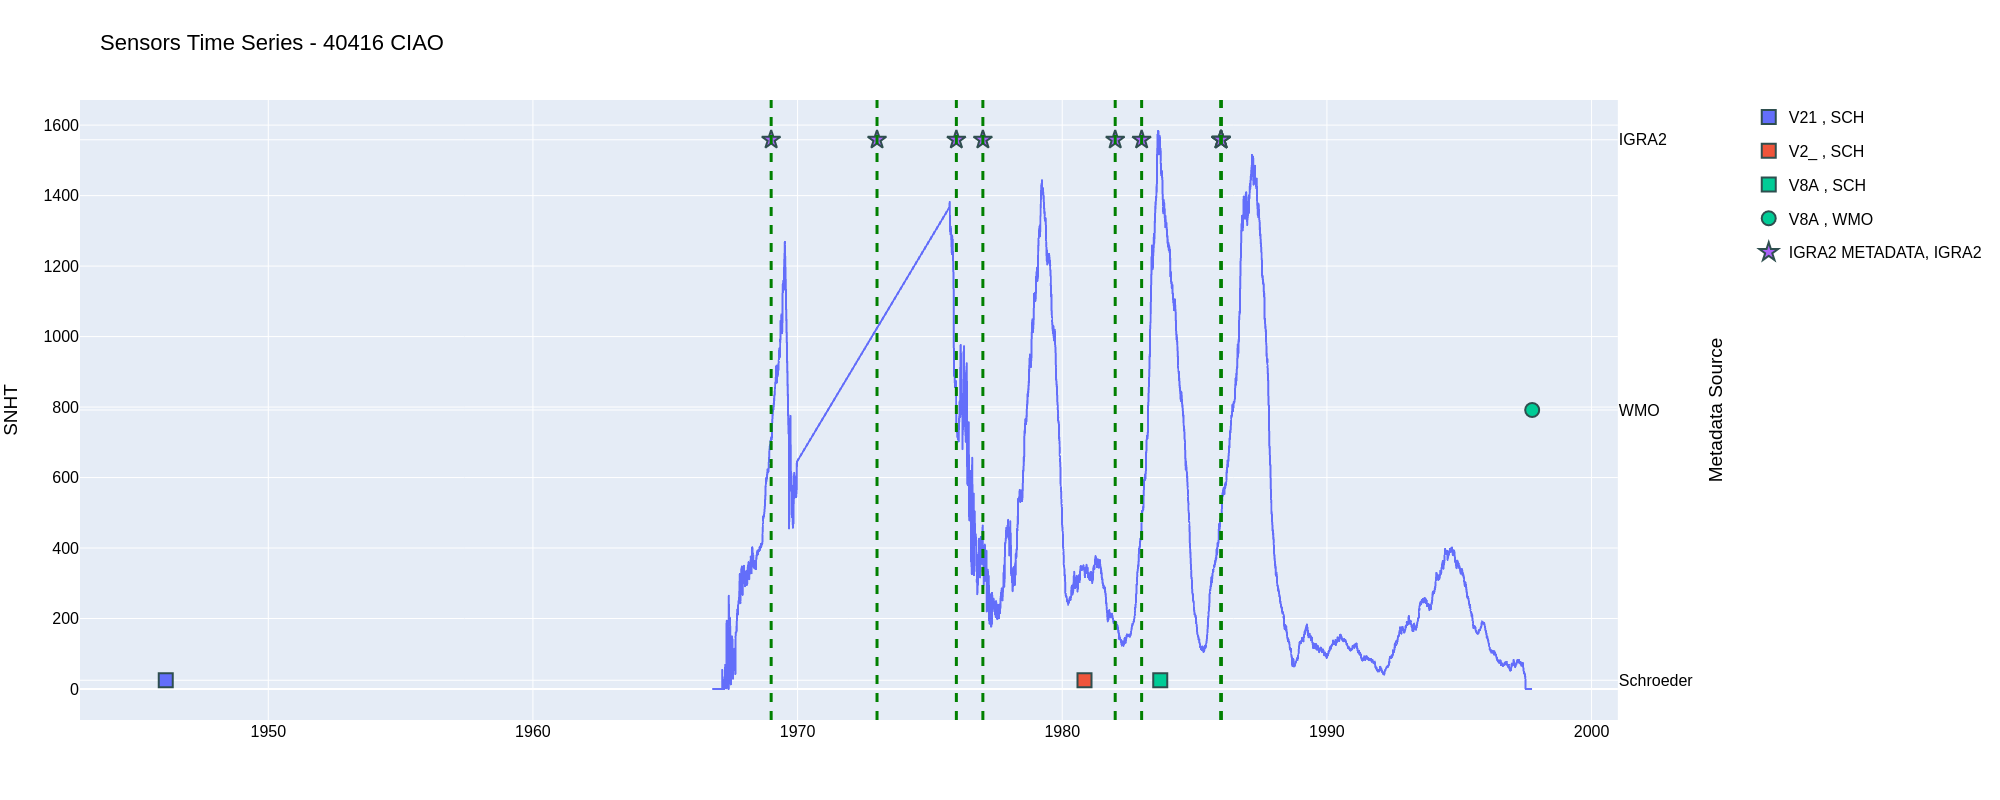 Sensors Time Series - 40416 CIAO
1600
1400
1200
1000
800
600
400
200
0
SNHT
1950
1960
1970
1980
1990
2000
IGRA2
WMO
Schroeder
Metadata Source
V21 , SCH
V2_ , SCH
V8A , SCH
V8A , WMO
IGRA2 METADATA, IGRA2